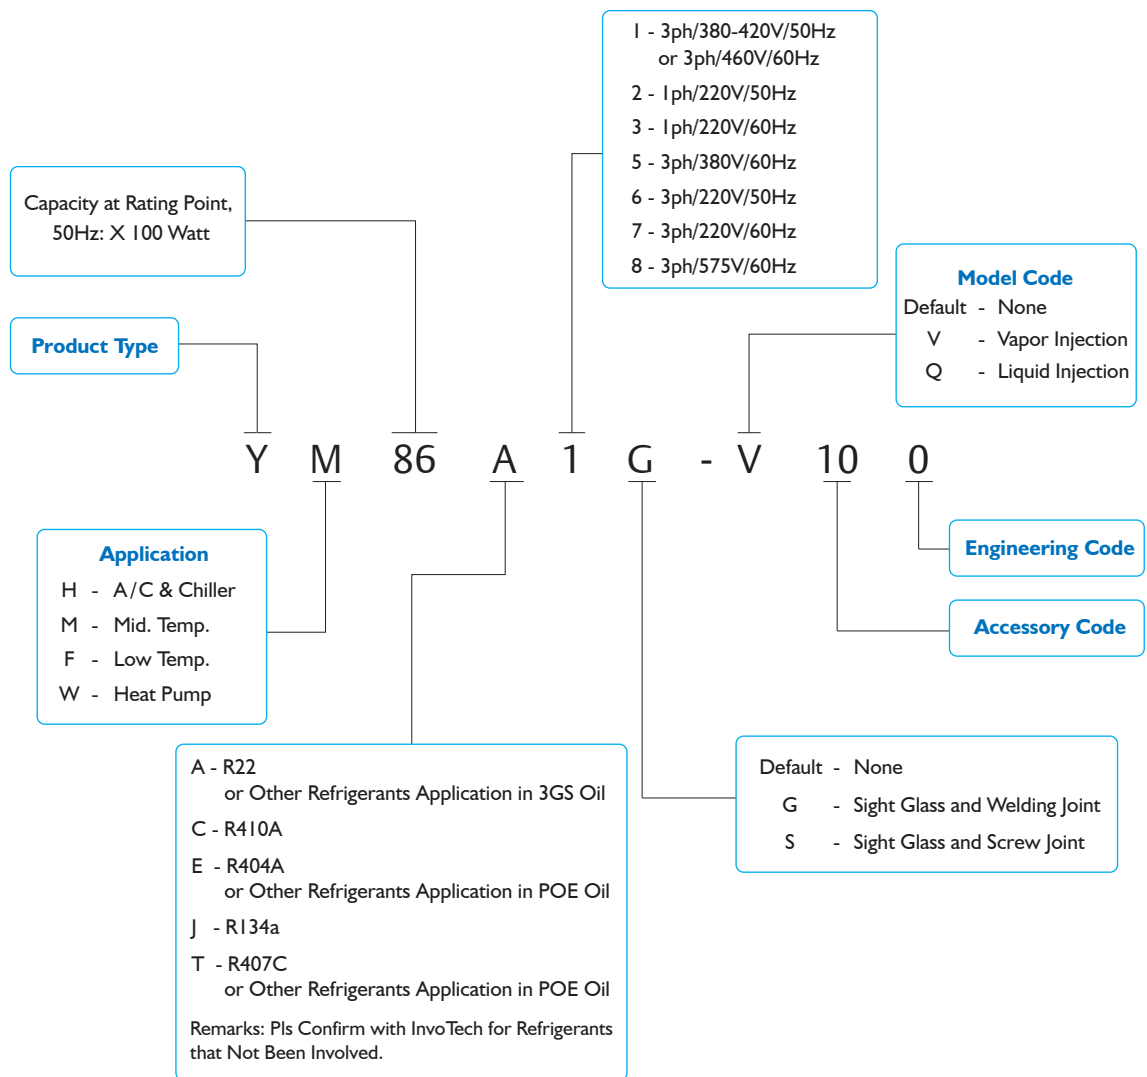 1 - 3ph/380-420V/50Hz
or 3ph/460V/60Hz
2 - 1ph/220V/50Hz
3 - 1ph/220V/60Hz
5 - 3ph/380V/60Hz
6 - 3ph/220V/50Hz
7 - 3ph/220V/60Hz
8 - 3ph/575V/60Hz
Capacity at Rating Point,
50Hz: X 100 Watt
Model Code
Default - None
V - Vapor Injection
Q - Liquid Injection
Product Type
Y M 86 A 1 G - V 10 0
Application
H - A/C & Chiller
M - Mid. Temp.
F - Low Temp.
W - Heat Pump
Engineering Code
Accessory Code
A - R22
or Other Refrigerants Application in 3GS Oil
C - R410A
E - R404A
or Other Refrigerants Application in POE Oil
J - R134a
T - R407C
or Other Refrigerants Application in POE Oil
Remarks: Pls Confirm with InvoTech for Refrigerants
that Not Been Involved.
Default - None
G - Sight Glass and Welding Joint
S - Sight Glass and Screw Joint